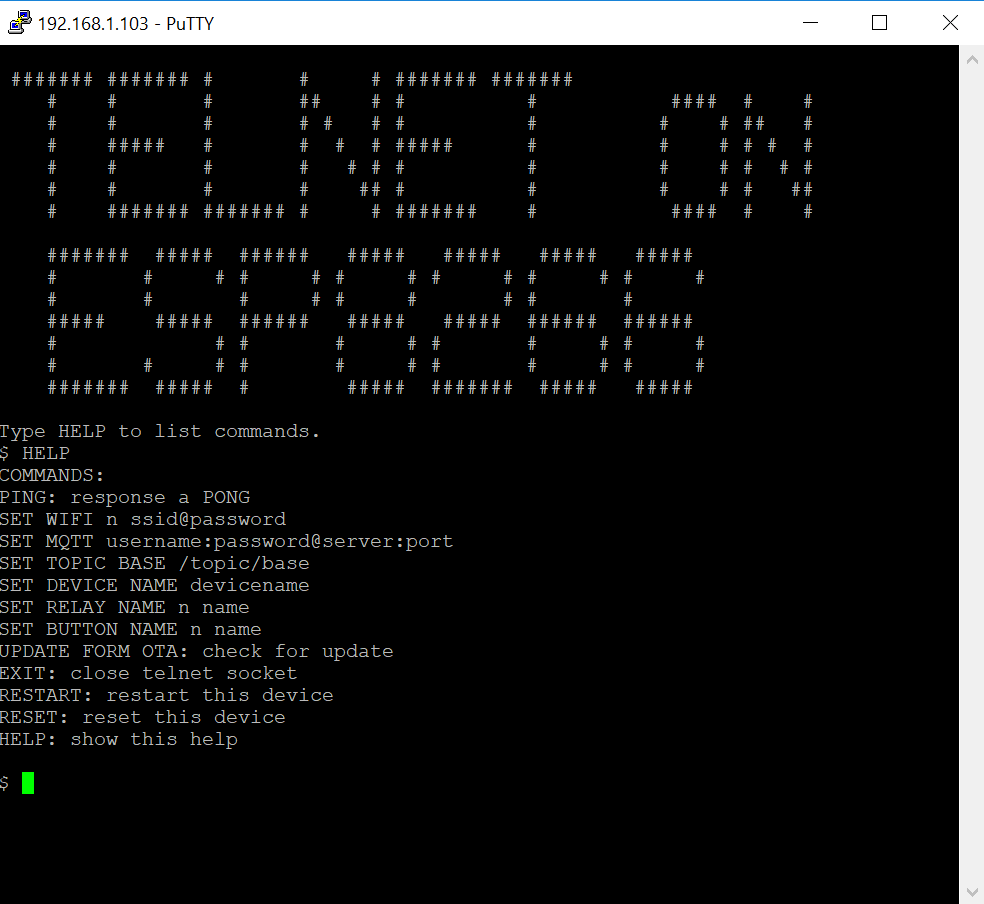 192.168.1.103 - PuTTY
TELNET ON
ESP8266
Type HELP to list commands.
$ HELP
COMMANDS:
PING: response a PONG
SET WIFI n ssid@password
SET MQTT username:password@server:port
SET TOPIC BASE /topic/base
SET DEVICE NAME devicename
SET RELAY NAME n name
SET BUTTON NAME n name
UPDATE FORM OTA: check for update
EXIT: close telnet socket
RESTART: restart this device
RESET: reset this device
HELP: show this help
$